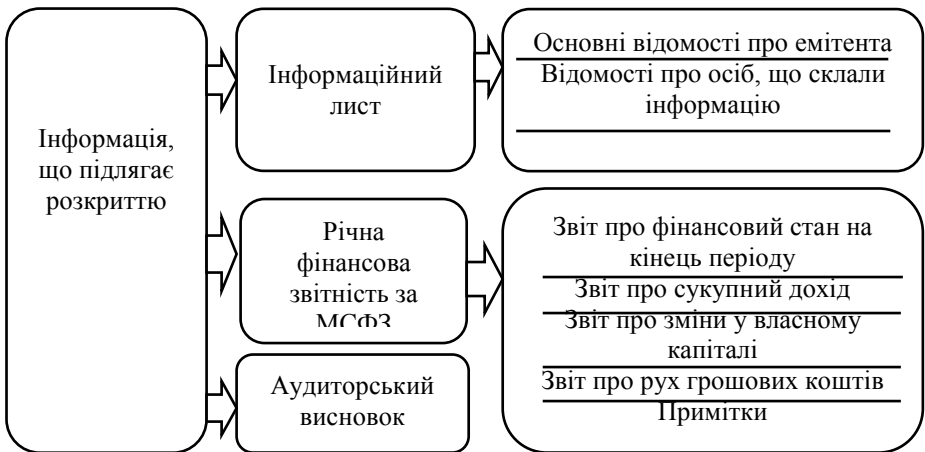 Інформація,
що підлягає
розкриттю
Інформаційний
лист
Основні відомості про емітента
Відомості про осіб, що склали
інформацію
Річна
фінансова
звітність за
МСФЗ
Звіт про фінансовий стан на
кінець періоду
Звіт про сукупний дохід
Звіт про зміни у власному
капіталі
Звіт про рух грошових коштів
Примітки
Аудиторський
висновок